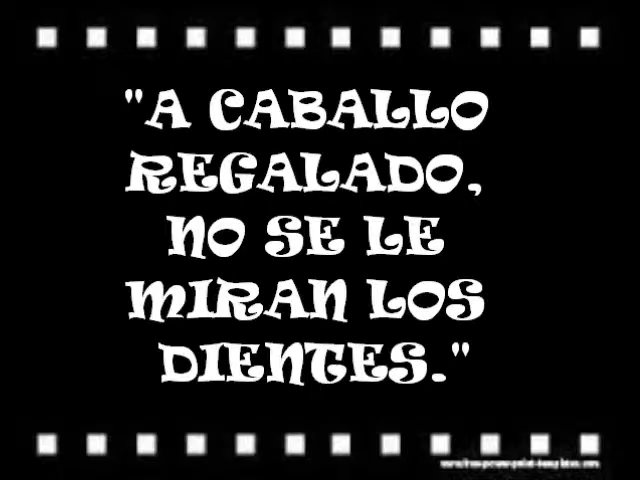 "A CABALLO
REGALADO,
NO SE LE
MIRAN LOS
DIENTES."